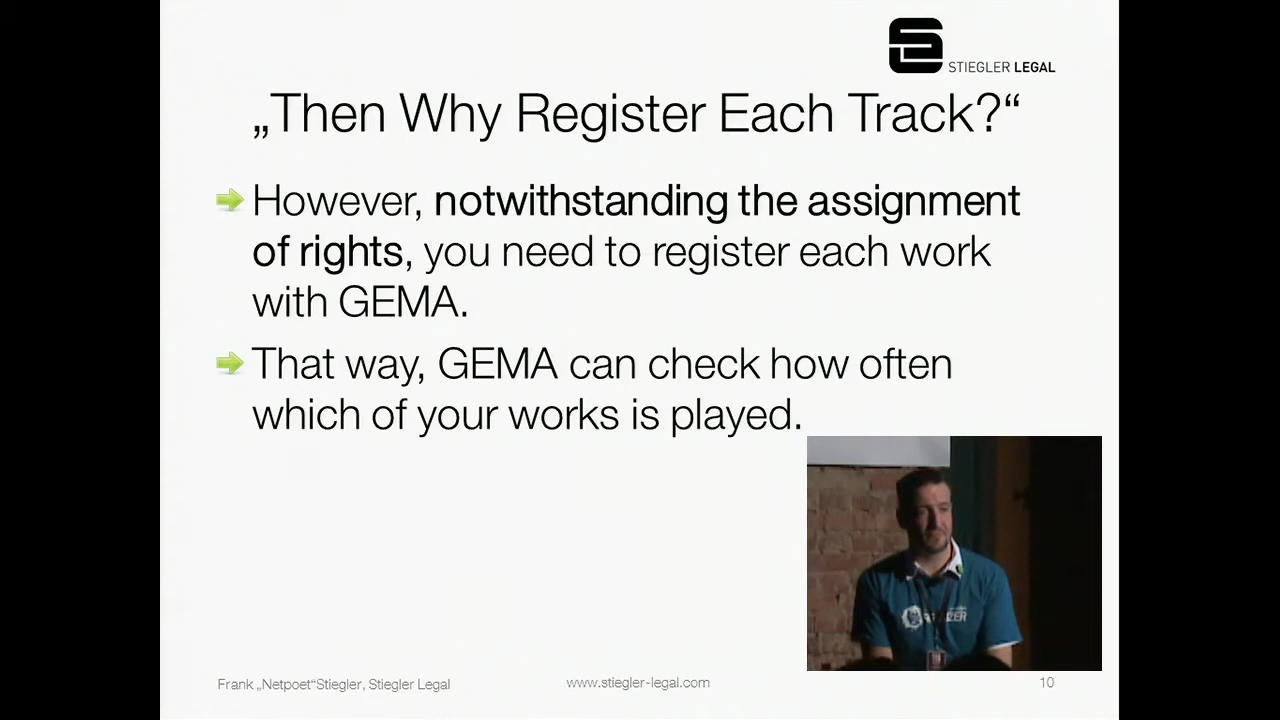 STIEGLER LEGAL
„Then Why Register Each Track?“
However, notwithstanding the assignment
of rights, you need to register each work
with GEMA.
That way, GEMA can check how often
which of your works is played.
Frank „Netpoet“Stiegler, Stiegler Legal
www.stiegler-legal.com
10